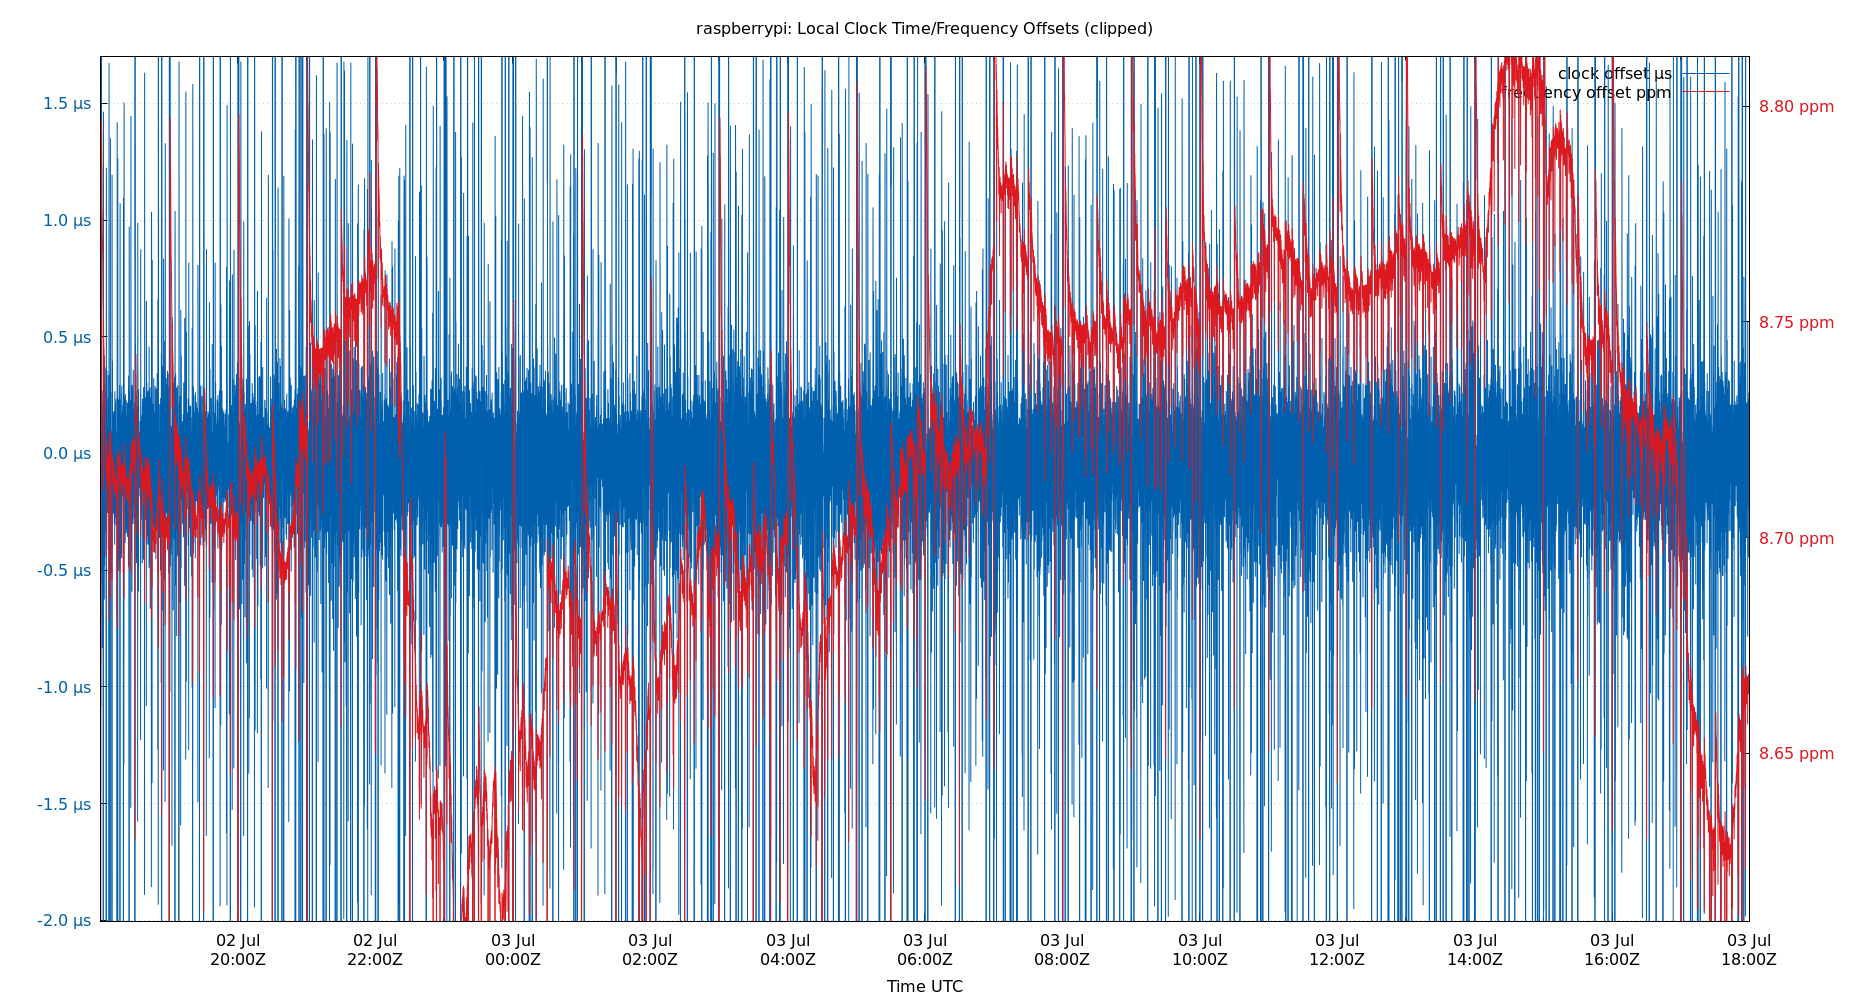 raspberrypi: Local Clock Time/Frequency Offsets (clipped)
clock offset µs
frequency offset ppm
1.5 µs
1.0 µs
0.5 µs
0.0 µs
-0.5 µs
-1.0 µs
-1.5 µs
-2.0 µs
8.80 ppm
8.75 ppm
8.70 ppm
8.65 ppm
02 Jul 02 Jul 03 Jul 03 Jul 03 Jul 03 Jul 03 Jul 03 Jul 03 Jul 03 Jul 03 Jul 03 Jul
20:00Z 22:00Z 00:00Z 02:00Z 04:00Z 06:00Z 08:00Z 10:00Z 12:00Z 14:00Z 16:00Z 18:00Z
Time UTC